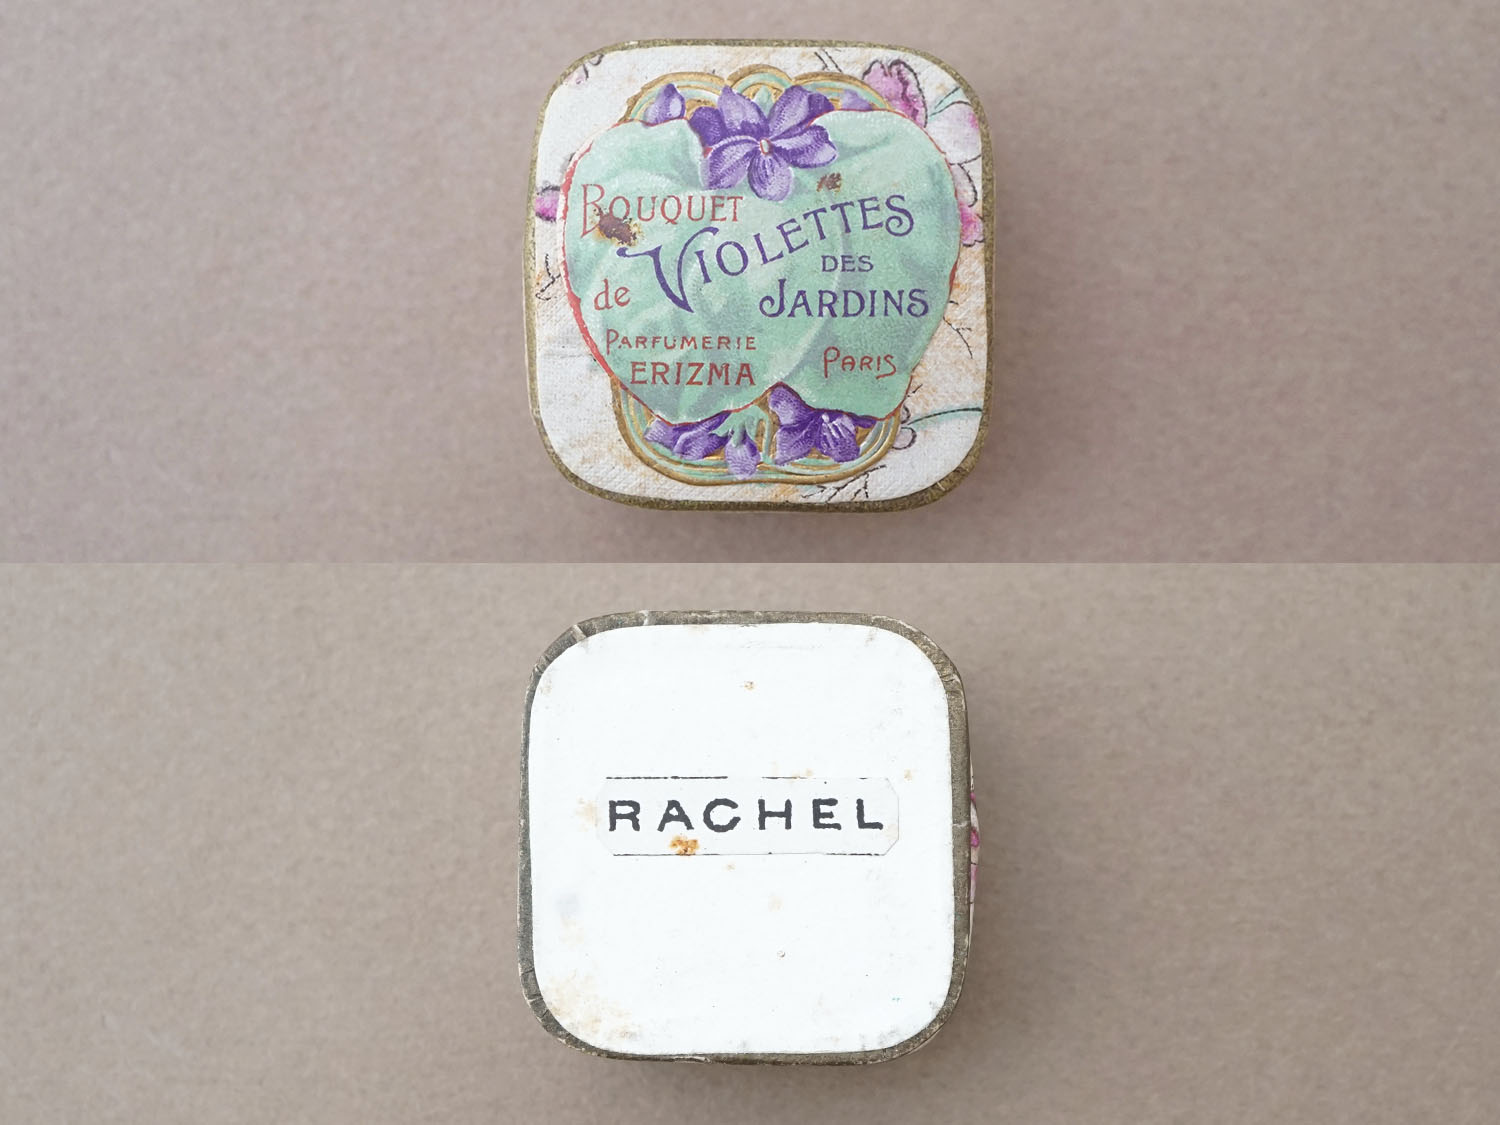 BOUQUET
de VIOLETTES
DES
JARDINS
PARFUMERIE
ERIZMA
PARIS
RACHEL